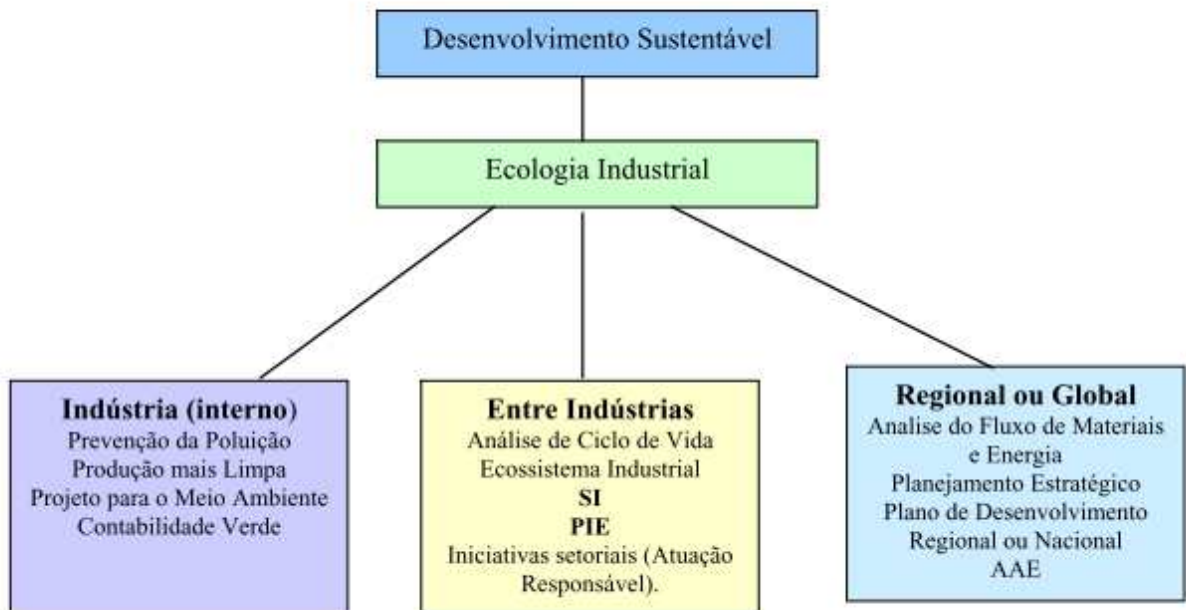 Desenvolvimento Sustentável
Ecologia Industrial
Indústria (interno)
Prevenção da Poluição
Produção mais Limpa
Projeto para o Meio Ambiente
Contabilidade Verde
Entre Indústrias
Análise de Ciclo de Vida
Ecossistema Industrial
SI
PIE
Iniciativas setoriais (Atuação
Responsável).
Regional ou Global
Analise do Fluxo de Materiais
e Energia
Planejamento Estratégico
Plano de Desenvolvimento
Regional ou Nacional
AAE